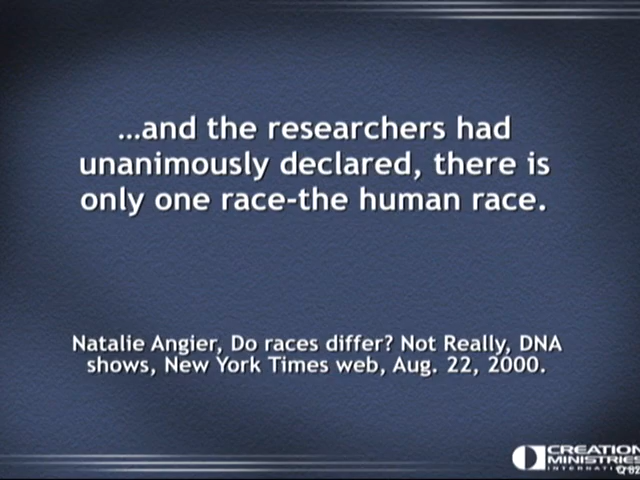 …and the researchers had
unanimously declared, there is
only one race-the human race.
Natalie Angier, Do races differ? Not Really, DNA
shows, New York Times web, Aug. 22, 2000.
CREATION
MINISTRIES
INTERNATIONAL